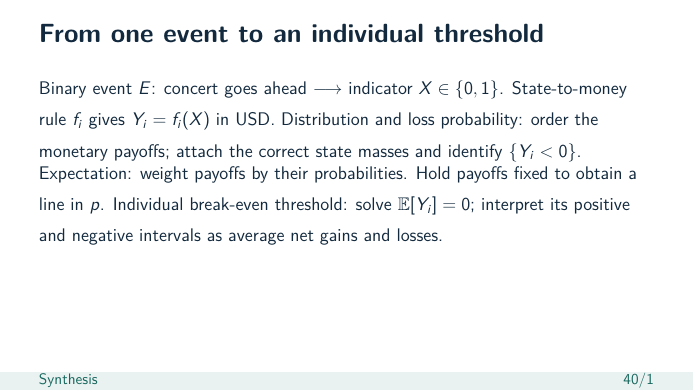 From one event to an individual threshold
Binary event E: concert goes ahead ⟶ indicator X ∈ {0, 1}. State-to-money
rule fᵢ gives Yᵢ = fᵢ(X) in USD. Distribution and loss probability: order the
monetary payoffs; attach the correct state masses and identify {Yᵢ < 0}.
Expectation: weight payoffs by their probabilities. Hold payoffs fixed to obtain a
line in p. Individual break-even threshold: solve 𝔼[Yᵢ] = 0; interpret its positive
and negative intervals as average net gains and losses.
Synthesis
40/1